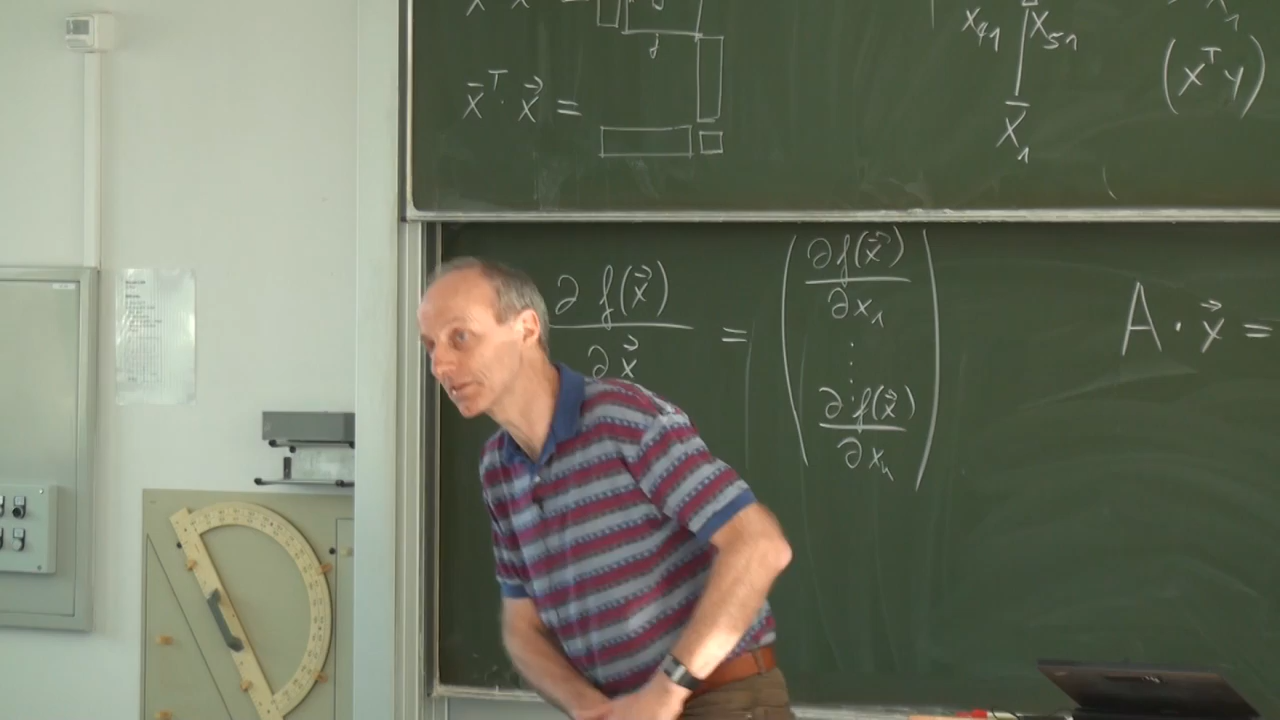 x̄ᵀ · x⃗ =
x₄₁ x₅₁
x̄₁
(xᵀy)
∂ f(x⃗) / ∂ x⃗ = ( ∂ f(x⃗) / ∂ x₁ ⋮ ∂ f(x⃗) / ∂ xₙ )
A · x⃗ =